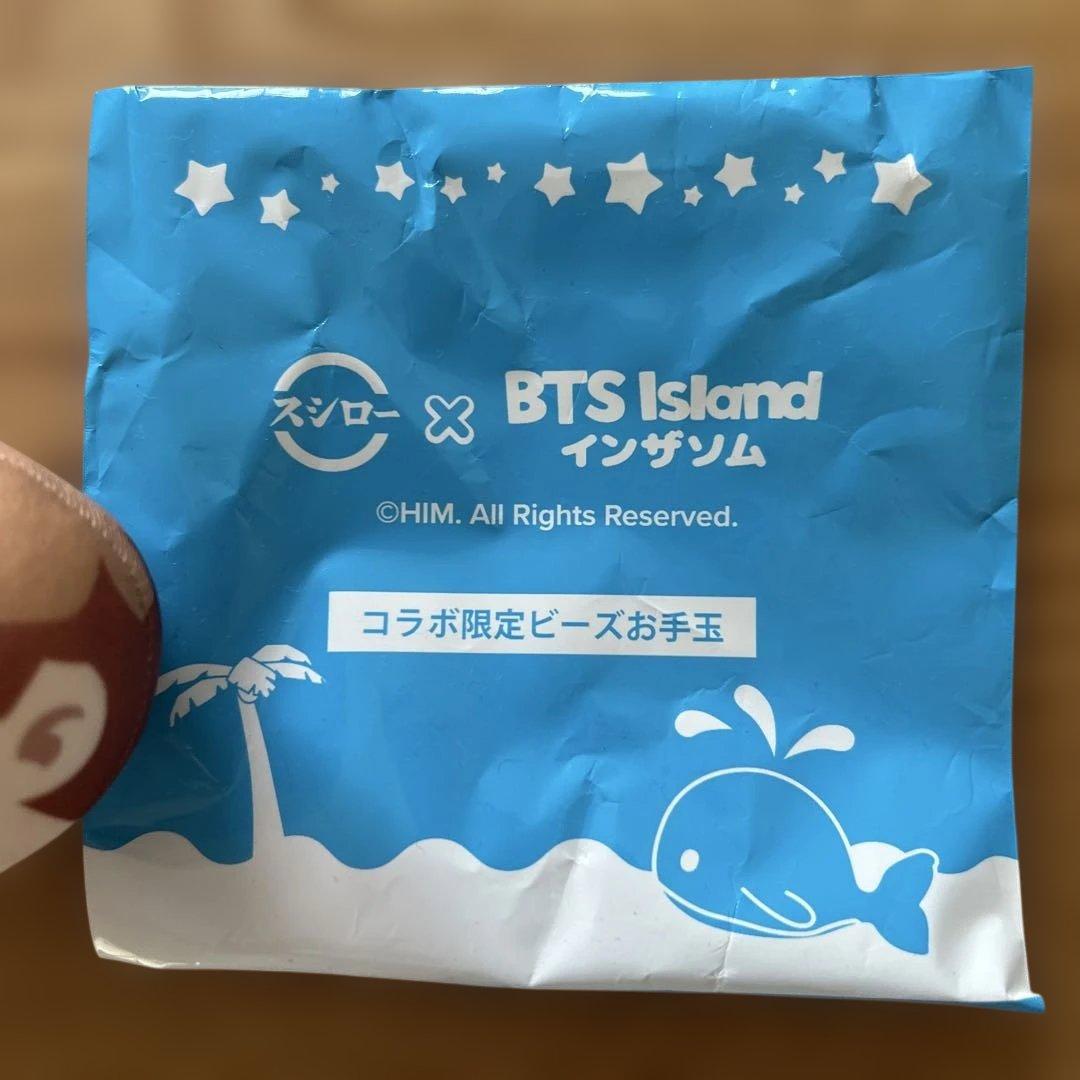 スシロー × BTS Island
インザソム
©HIM. All Rights Reserved.
コラボ限定ビーズお手玉